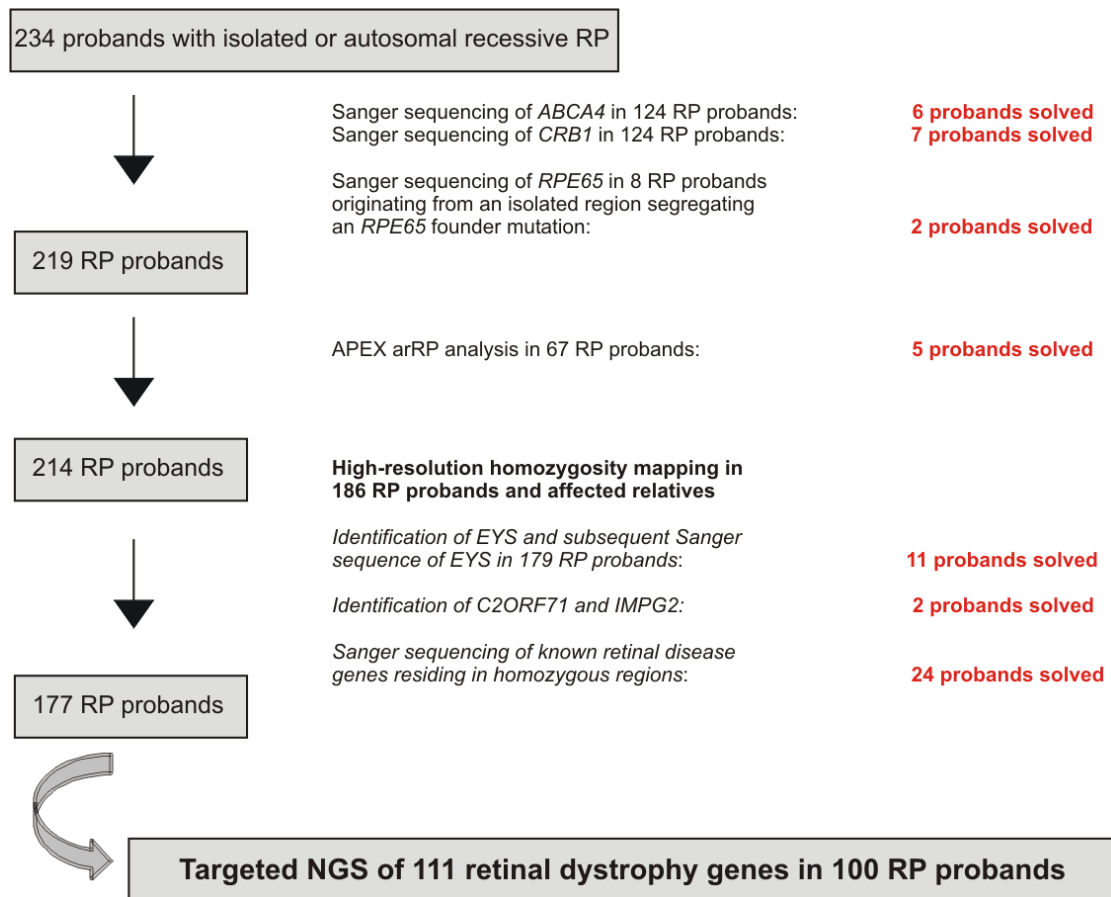 234 probands with isolated or autosomal recessive RP
Sanger sequencing of ABCA4 in 124 RP probands: 6 probands solved
Sanger sequencing of CRB1 in 124 RP probands: 7 probands solved
Sanger sequencing of RPE65 in 8 RP probands
originating from an isolated region segregating
an RPE65 founder mutation: 2 probands solved
219 RP probands
APEX arRP analysis in 67 RP probands: 5 probands solved
214 RP probands
High-resolution homozygosity mapping in
186 RP probands and affected relatives
Identification of EYS and subsequent Sanger
sequence of EYS in 179 RP probands: 11 probands solved
Identification of C2ORF71 and IMPG2: 2 probands solved
Sanger sequencing of known retinal disease
genes residing in homozygous regions: 24 probands solved
177 RP probands
Targeted NGS of 111 retinal dystrophy genes in 100 RP probands